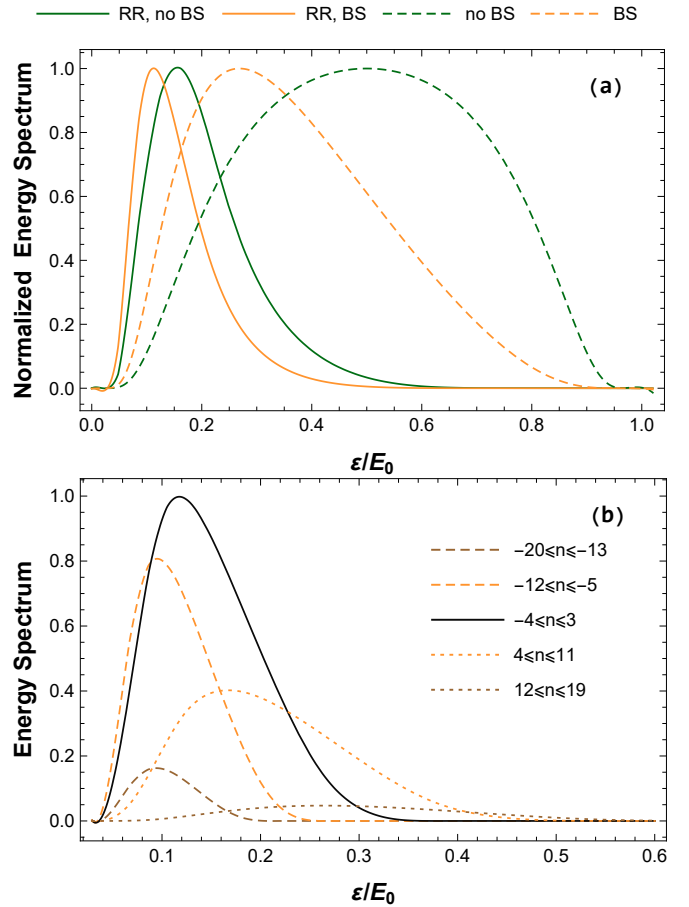 RR, no BS RR, BS no BS BS
(a)
Normalized Energy Spectrum
1.0
0.8
0.6
0.4
0.2
0.0
0.0 0.2 0.4 0.6 0.8 1.0
ε/E₀
(b)
Energy Spectrum
1.0
0.8
0.6
0.4
0.2
0.0
-20⩽n⩽-13
-12⩽n⩽-5
-4⩽n⩽3
4⩽n⩽11
12⩽n⩽19
0.1 0.2 0.3 0.4 0.5 0.6
ε/E₀